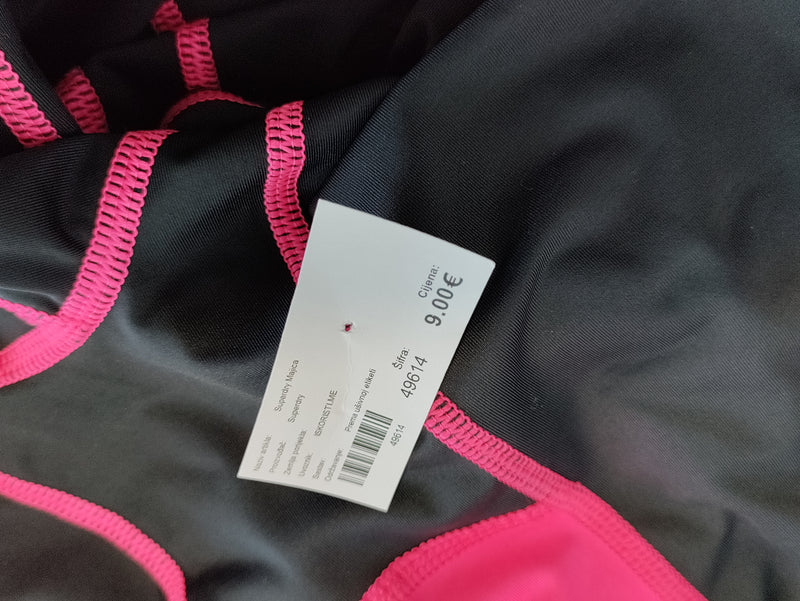 Naziv artikla: Superdry Majica
Proizvođač: Superdry
Zemlja porijekla:
Uvoznik: ISKORISTI.ME
Sastav:
Održavanje: Prema ušivnoj etiketi
49614
Šifra:
49614
Cijena:
9.00€